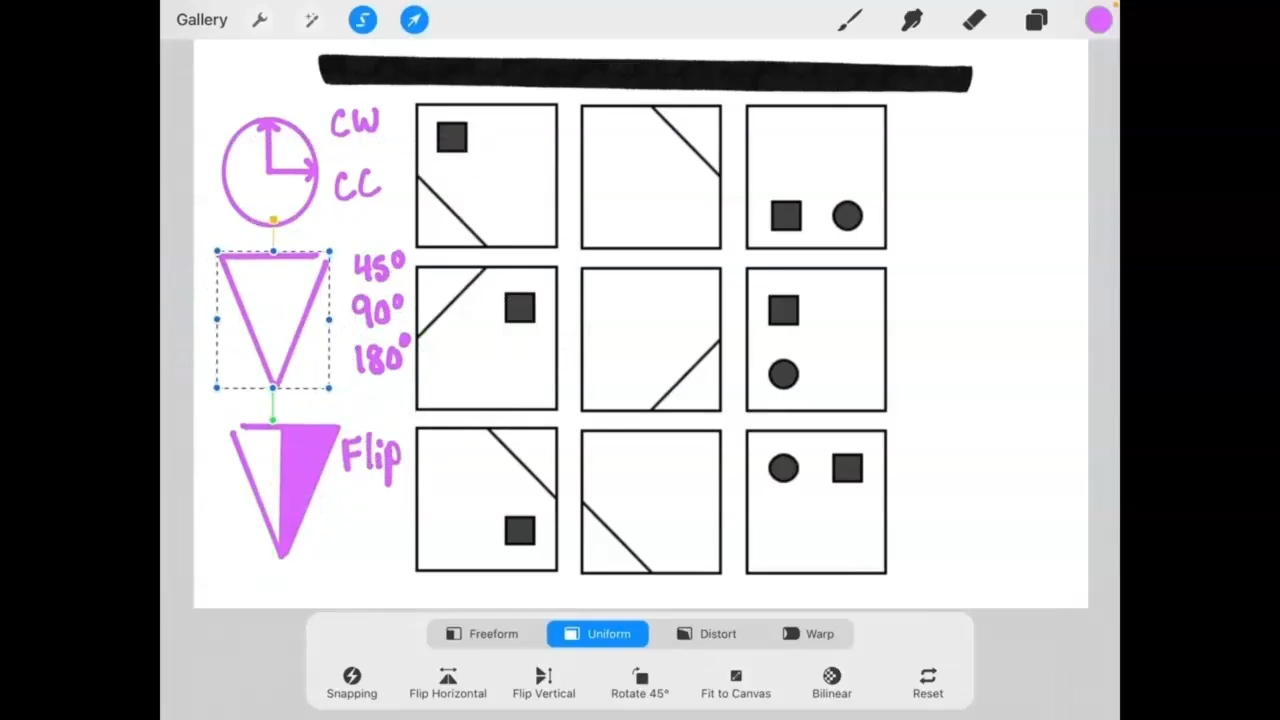 Gallery
CW
CC
45°
90°
180°
Flip
Freeform Uniform Distort Warp
Snapping Flip Horizontal Flip Vertical Rotate 45° Fit to Canvas Bilinear Reset